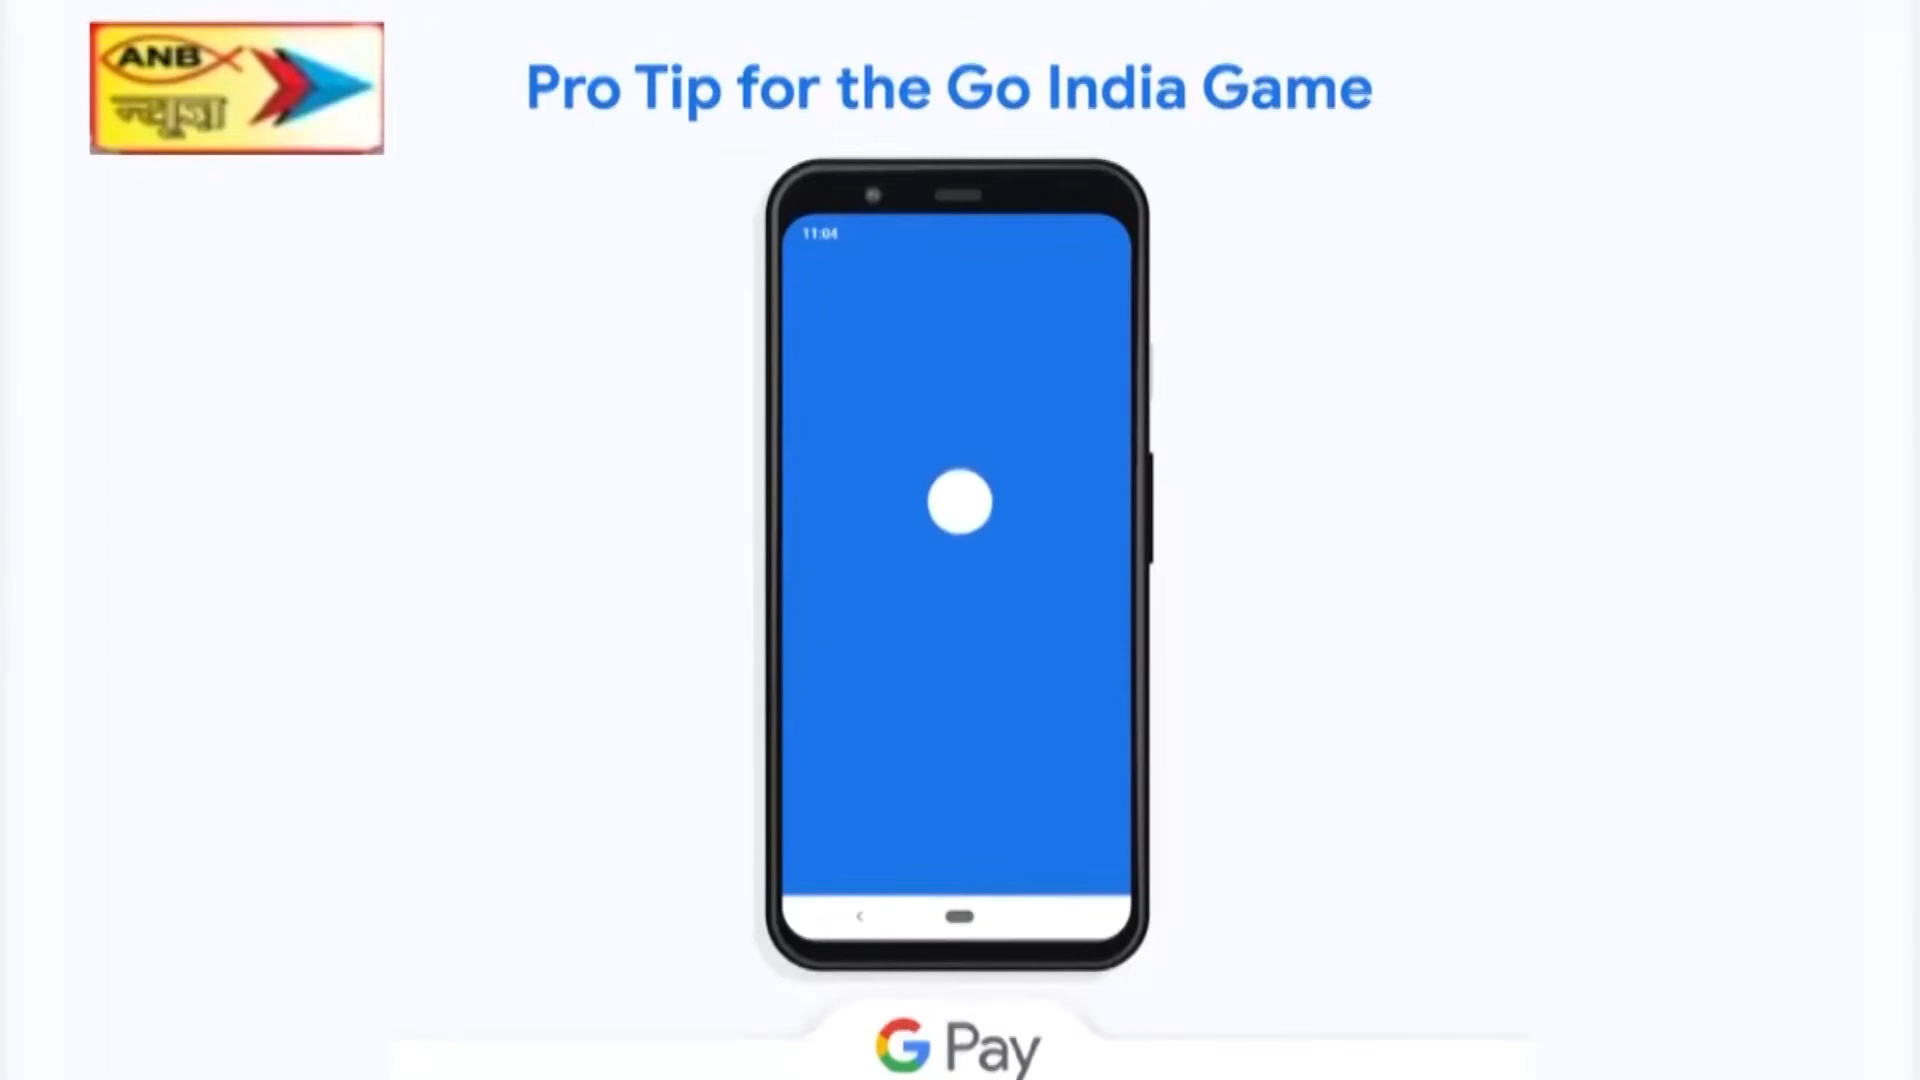 ANB
न्यूज़
Pro Tip for the Go India Game
11:04
G Pay